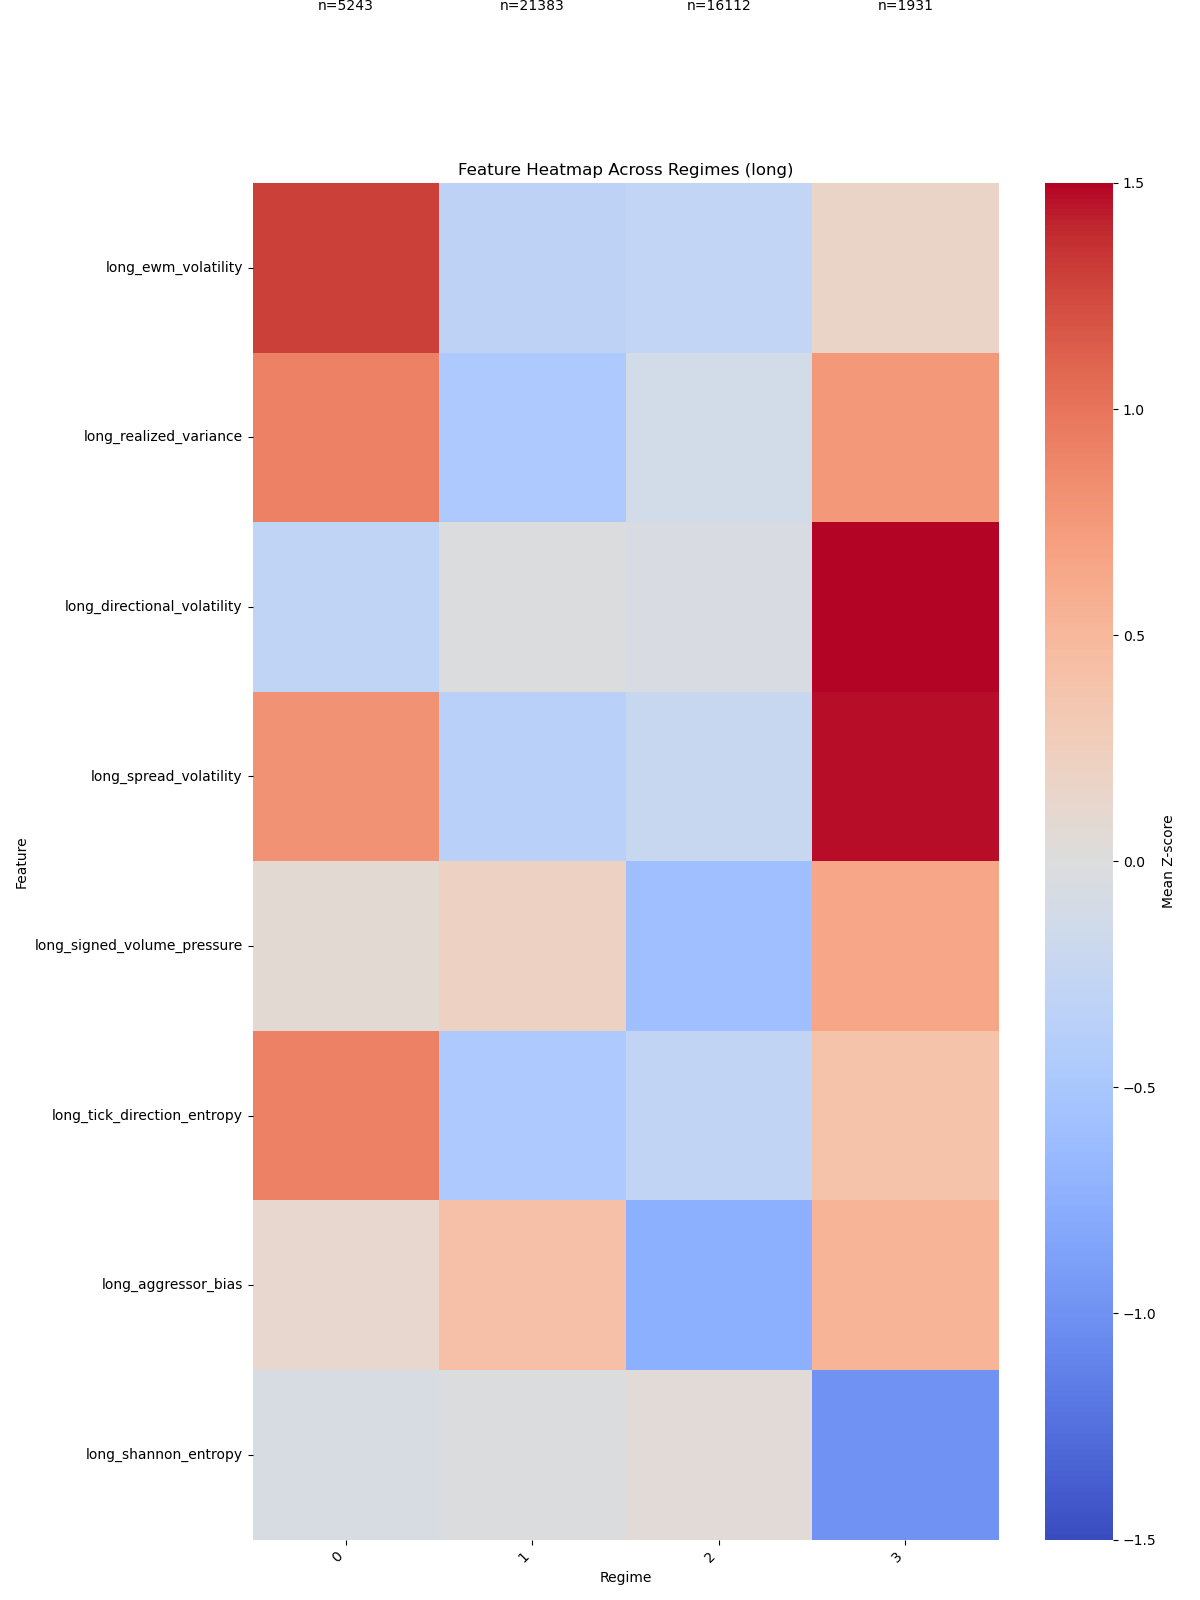 n=5243 n=21383 n=16112 n=1931
Feature Heatmap Across Regimes (long)
long_ewm_volatility
long_realized_variance
long_directional_volatility
long_spread_volatility
long_signed_volume_pressure
long_tick_direction_entropy
long_aggressor_bias
long_shannon_entropy
Feature
0 1 2 3
Regime
1.5
1.0
0.5
0.0
−0.5
−1.0
−1.5
Mean Z-score